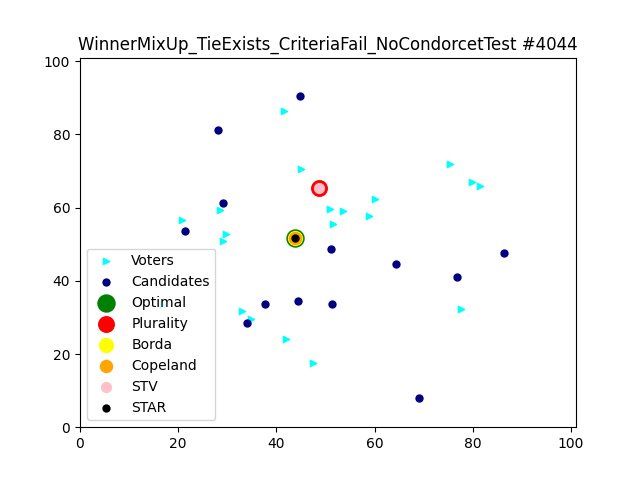 WinnerMixUp_TieExists_CriteriaFail_NoCondorcetTest #4044
100
80
60
40
20
0
Voters
Candidates
Optimal
Plurality
Borda
Copeland
STV
STAR
0 20 40 60 80 100